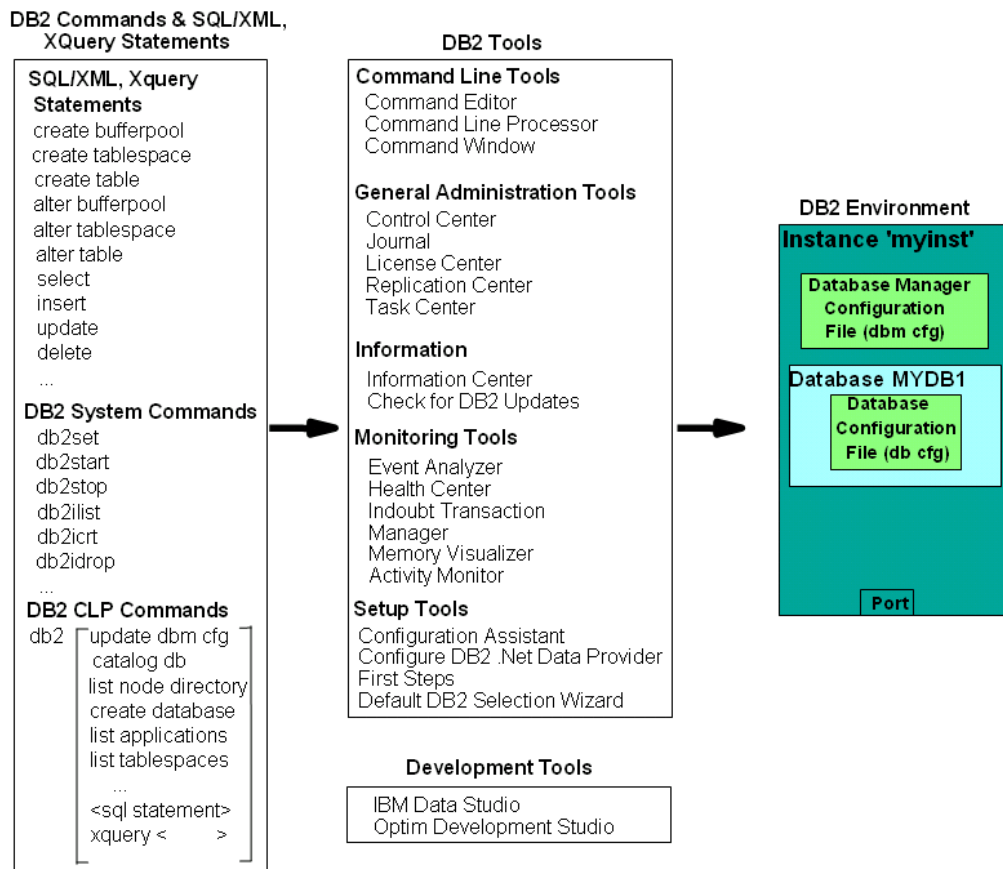 DB2 Commands & SQL/XML,
XQuery Statements
SQL/XML, Xquery
Statements
create bufferpool
create tablespace
create table
alter bufferpool
alter tablespace
alter table
select
insert
update
delete
...
DB2 System Commands
db2set
db2start
db2stop
db2ilist
db2icrt
db2idrop
...
DB2 CLP Commands
db2
update dbm cfg
catalog db
list node directory
create database
list applications
list tablespaces
...
<sql statement>
xquery < >
DB2 Tools
Command Line Tools
Command Editor
Command Line Processor
Command Window
General Administration Tools
Control Center
Journal
License Center
Replication Center
Task Center
Information
Information Center
Check for DB2 Updates
Monitoring Tools
Event Analyzer
Health Center
Indoubt Transaction
Manager
Memory Visualizer
Activity Monitor
Setup Tools
Configuration Assistant
Configure DB2 .Net Data Provider
First Steps
Default DB2 Selection Wizard
Development Tools
IBM Data Studio
Optim Development Studio
DB2 Environment
Instance 'myinst'
Database Manager
Configuration
File (dbm cfg)
Database MYDB1
Database
Configuration
File (db cfg)
Port